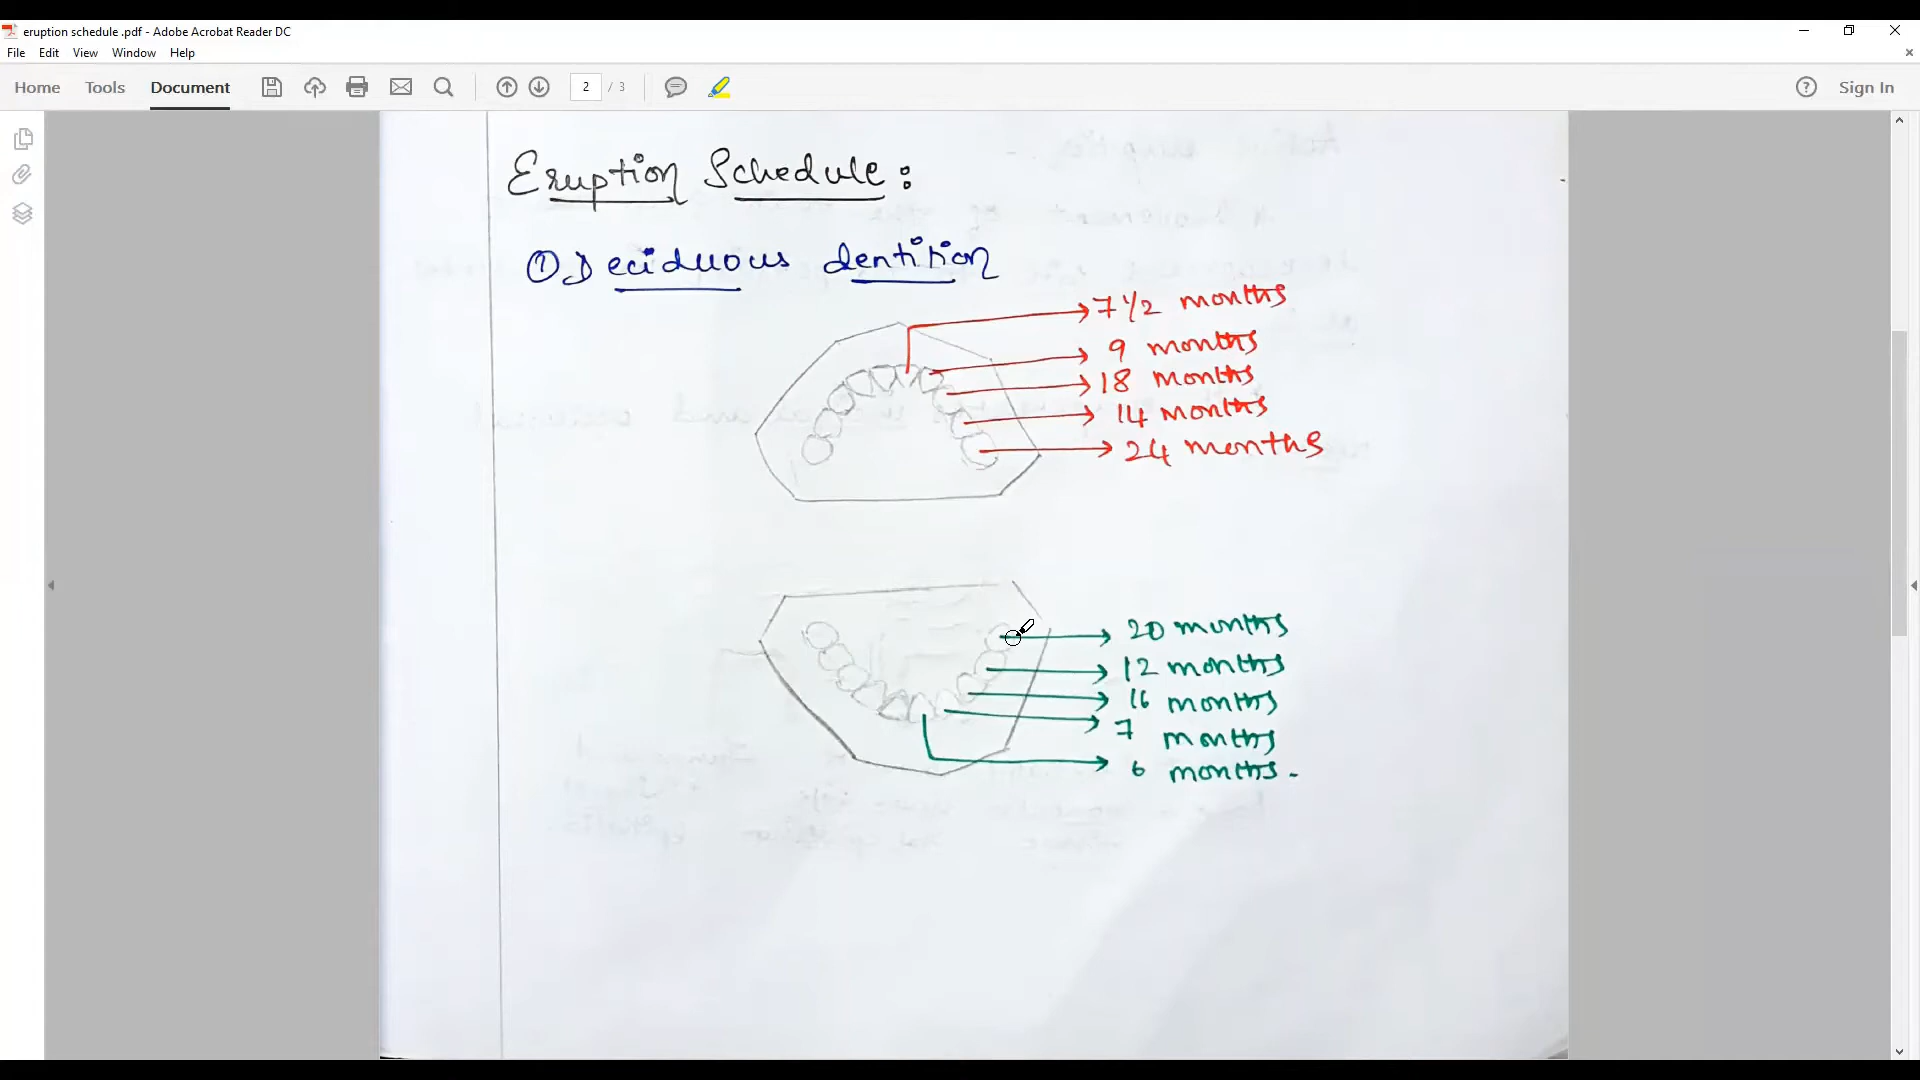 eruption schedule .pdf - Adobe Acrobat Reader DC
File Edit View Window Help
Home Tools Document 2 / 3 Sign In
Eruption Schedule:
① Deciduous dentition
7 1/2 months
9 months
18 months
14 months
24 months
20 months
12 months
16 months
7 months
6 months.